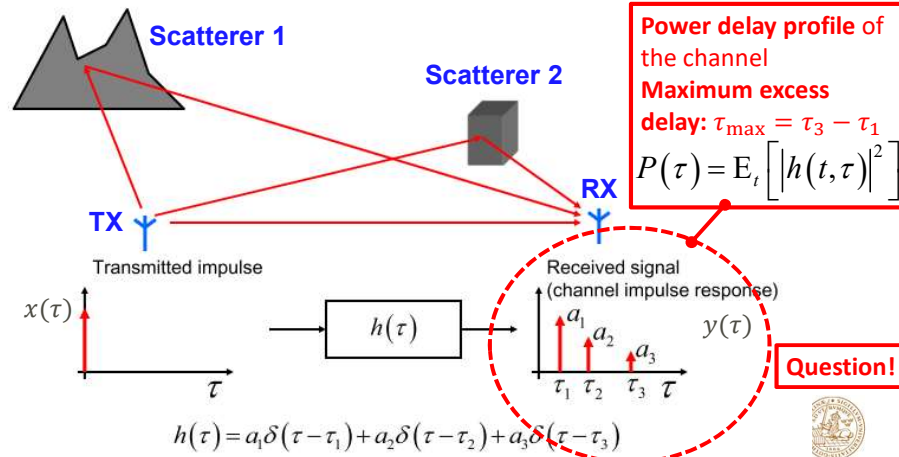 Scatterer 1
Scatterer 2
Power delay profile of
the channel
Maximum excess
delay: τmax = τ3 − τ1
P(τ) = E_t[|h(t,τ)|²]
TX
RX
Transmitted impulse
x(τ)
τ
h(τ)
Received signal
(channel impulse response)
y(τ)
a1
a2
a3
τ1 τ2 τ3 τ
Question!
h(τ) = a1δ(τ−τ1)+a2δ(τ−τ2)+a3δ(τ−τ3)